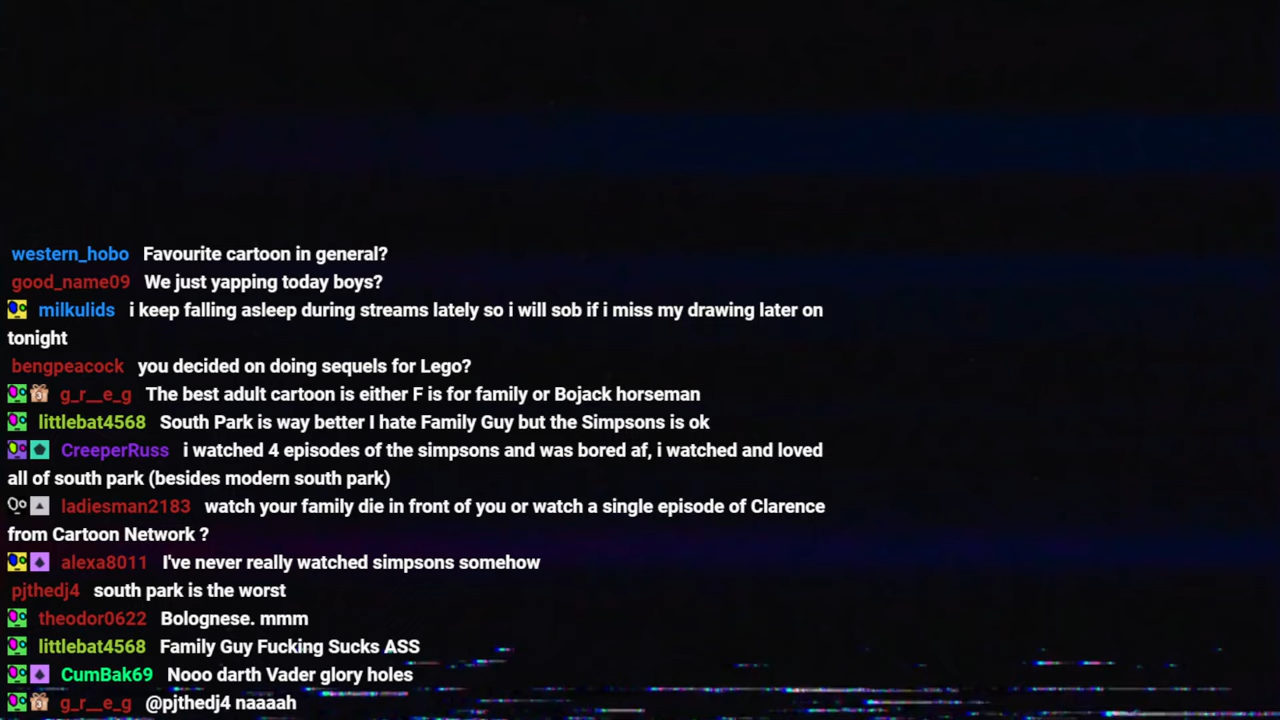 western_hobo Favourite cartoon in general?
good_name09 We just yapping today boys?
milkulids i keep falling asleep during streams lately so i will sob if i miss my drawing later on
tonight
bengpeacock you decided on doing sequels for Lego?
g_r__e_g The best adult cartoon is either F is for family or Bojack horseman
littlebat4568 South Park is way better I hate Family Guy but the Simpsons is ok
CreeperRuss i watched 4 episodes of the simpsons and was bored af, i watched and loved
all of south park (besides modern south park)
ladiesman2183 watch your family die in front of you or watch a single episode of Clarence
from Cartoon Network ?
alexa8011 I've never really watched simpsons somehow
pjthedj4 south park is the worst
theodor0622 Bolognese. mmm
littlebat4568 Family Guy Fucking Sucks ASS
CumBak69 Nooo darth Vader glory holes
g_r__e_g @pjthedj4 naaaah